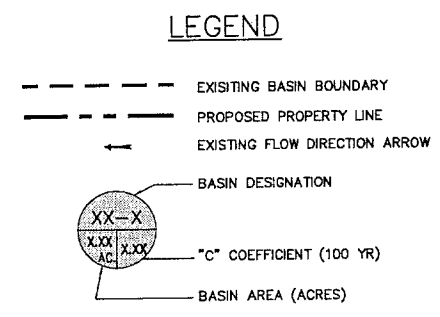 LEGEND
EXISITING BASIN BOUNDARY
PROPOSED PROPERTY LINE
EXISTING FLOW DIRECTION ARROW
BASIN DESIGNATION
XX-X
X.XX AC. X.XX
"C" COEFFICIENT (100 YR)
BASIN AREA (ACRES)